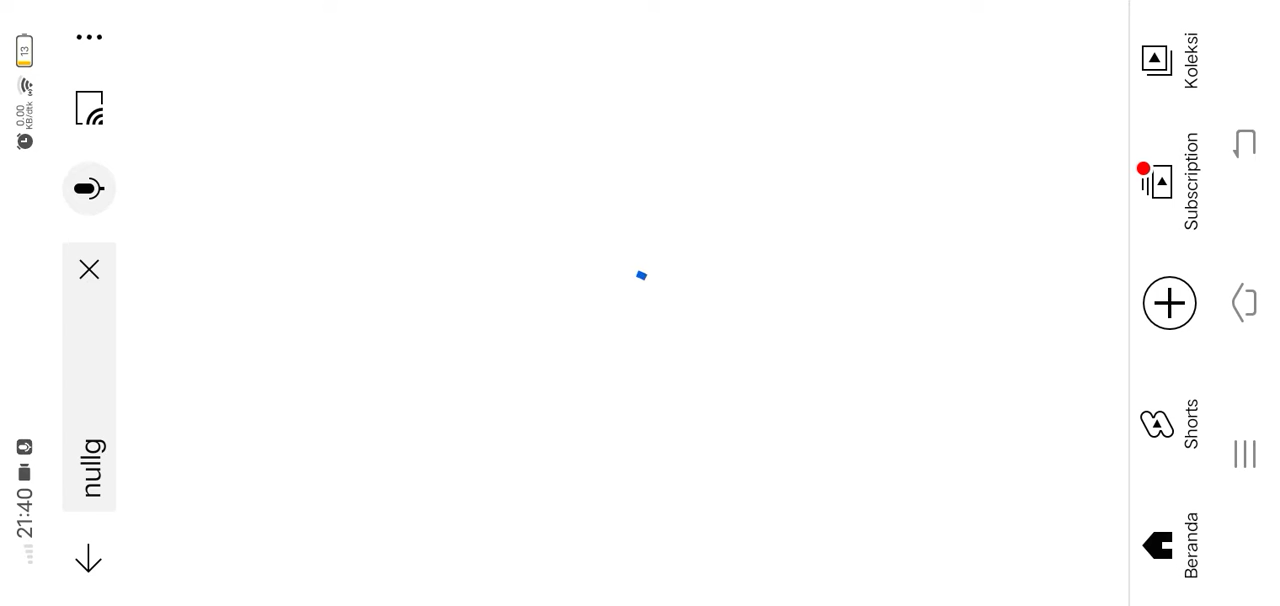 21:40
0.00
KB/dtk
13
nullg
Beranda
Shorts
Subscription
Koleksi